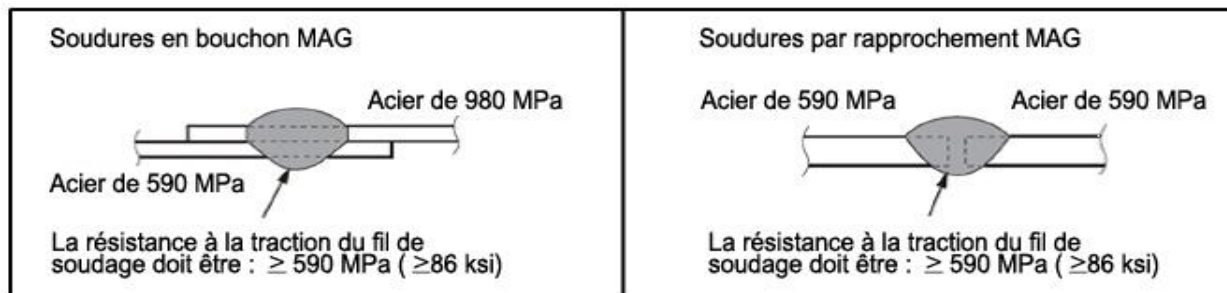 Soudures en bouchon MAG
Acier de 980 MPa
Acier de 590 MPa
La résistance à la traction du fil de
soudage doit être : ≥ 590 MPa ( ≥86 ksi)
Soudures par rapprochement MAG
Acier de 590 MPa
Acier de 590 MPa
La résistance à la traction du fil de
soudage doit être : ≥ 590 MPa ( ≥86 ksi)